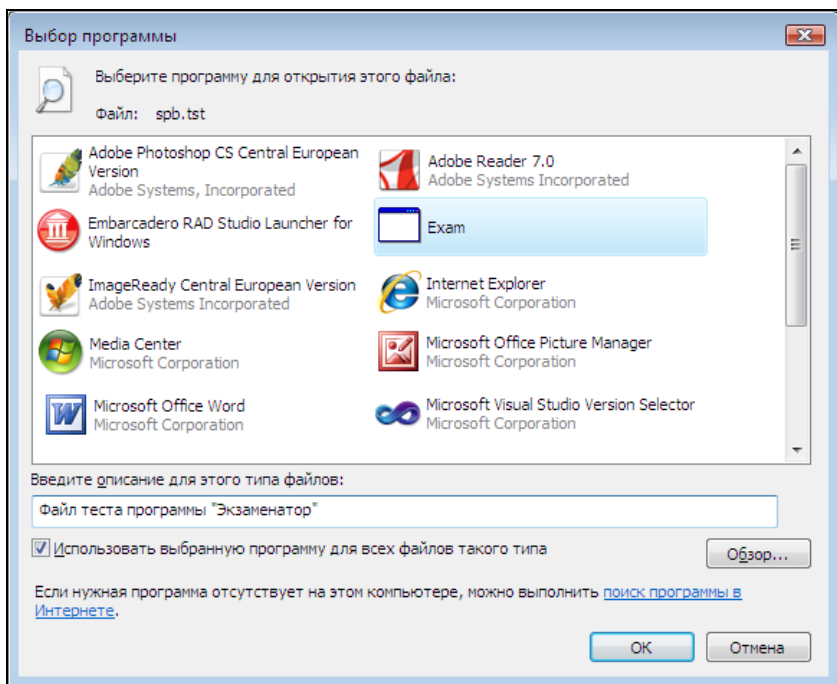 Выбор программы
Выберите программу для открытия этого файла:
Файл: spb.tst
Adobe Photoshop CS Central European
Version
Adobe Systems, Incorporated
Adobe Reader 7.0
Adobe Systems Incorporated
Embarcadero RAD Studio Launcher for
Windows
Exam
ImageReady Central European Version
Adobe Systems Incorporated
Internet Explorer
Microsoft Corporation
Media Center
Microsoft Corporation
Microsoft Office Picture Manager
Microsoft Corporation
Microsoft Office Word
Microsoft Corporation
Microsoft Visual Studio Version Selector
Microsoft Corporation
Введите описание для этого типа файлов:
Файл теста программы "Экзаменатор"
Использовать выбранную программу для всех файлов такого типа
Обзор...
Если нужная программа отсутствует на этом компьютере, можно выполнить поиск программы в
Интернете.
ОК
Отмена